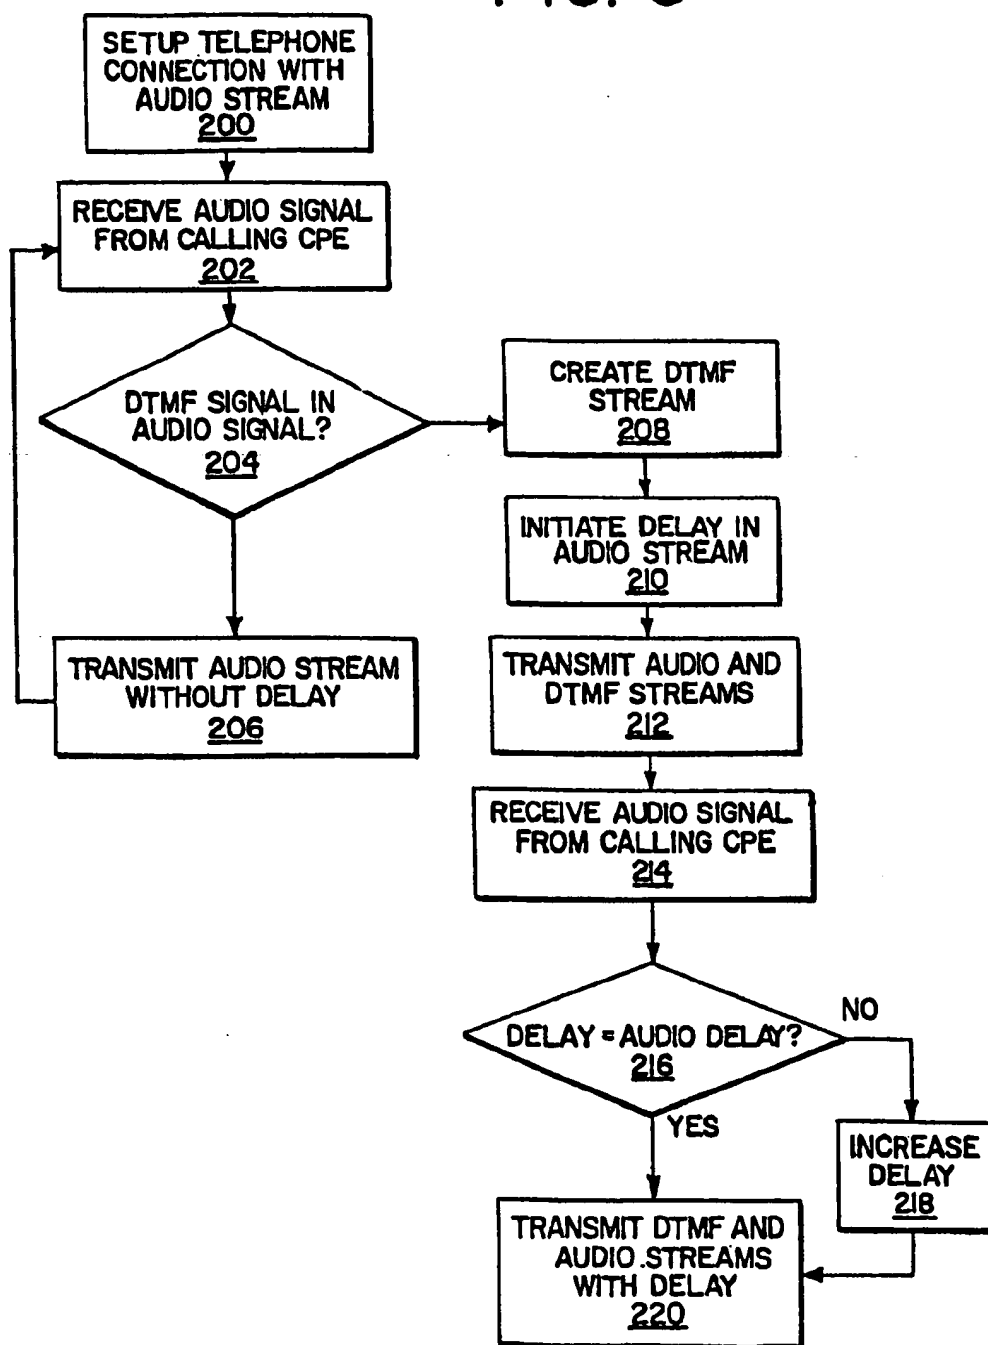 SETUP TELEPHONE
CONNECTION WITH
AUDIO STREAM
200
RECEIVE AUDIO SIGNAL
FROM CALLING CPE
202
DTMF SIGNAL IN
AUDIO SIGNAL?
204
TRANSMIT AUDIO STREAM
WITHOUT DELAY
206
CREATE DTMF
STREAM
208
INITIATE DELAY IN
AUDIO STREAM
210
TRANSMIT AUDIO AND
DTMF STREAMS
212
RECEIVE AUDIO SIGNAL
FROM CALLING CPE
214
DELAY = AUDIO DELAY?
216
NO
YES
INCREASE
DELAY
218
TRANSMIT DTMF AND
AUDIO STREAMS
WITH DELAY
220